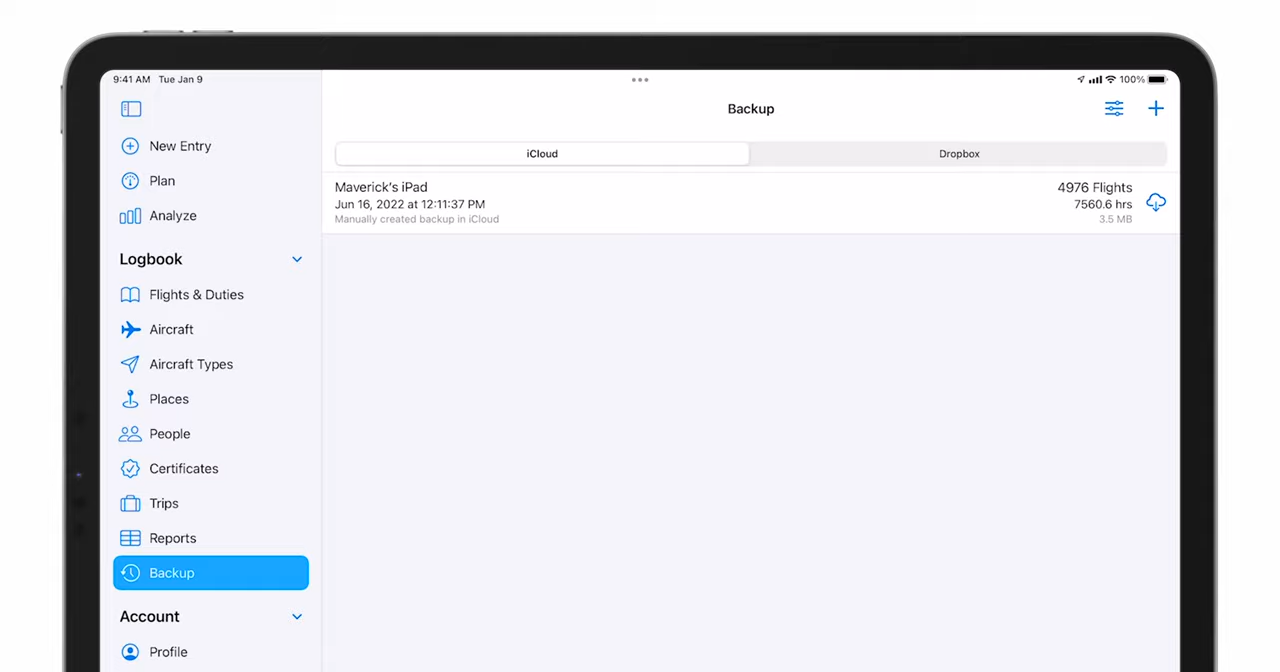 9:41 AM Tue Jan 9
100%
Backup
New Entry
Plan
Analyze
Logbook
Flights & Duties
Aircraft
Aircraft Types
Places
People
Certificates
Trips
Reports
Backup
Account
Profile
iCloud Dropbox
Maverick's iPad 4976 Flights
Jun 16, 2022 at 12:11:37 PM 7560.6 hrs
Manually created backup in iCloud 3.5 MB